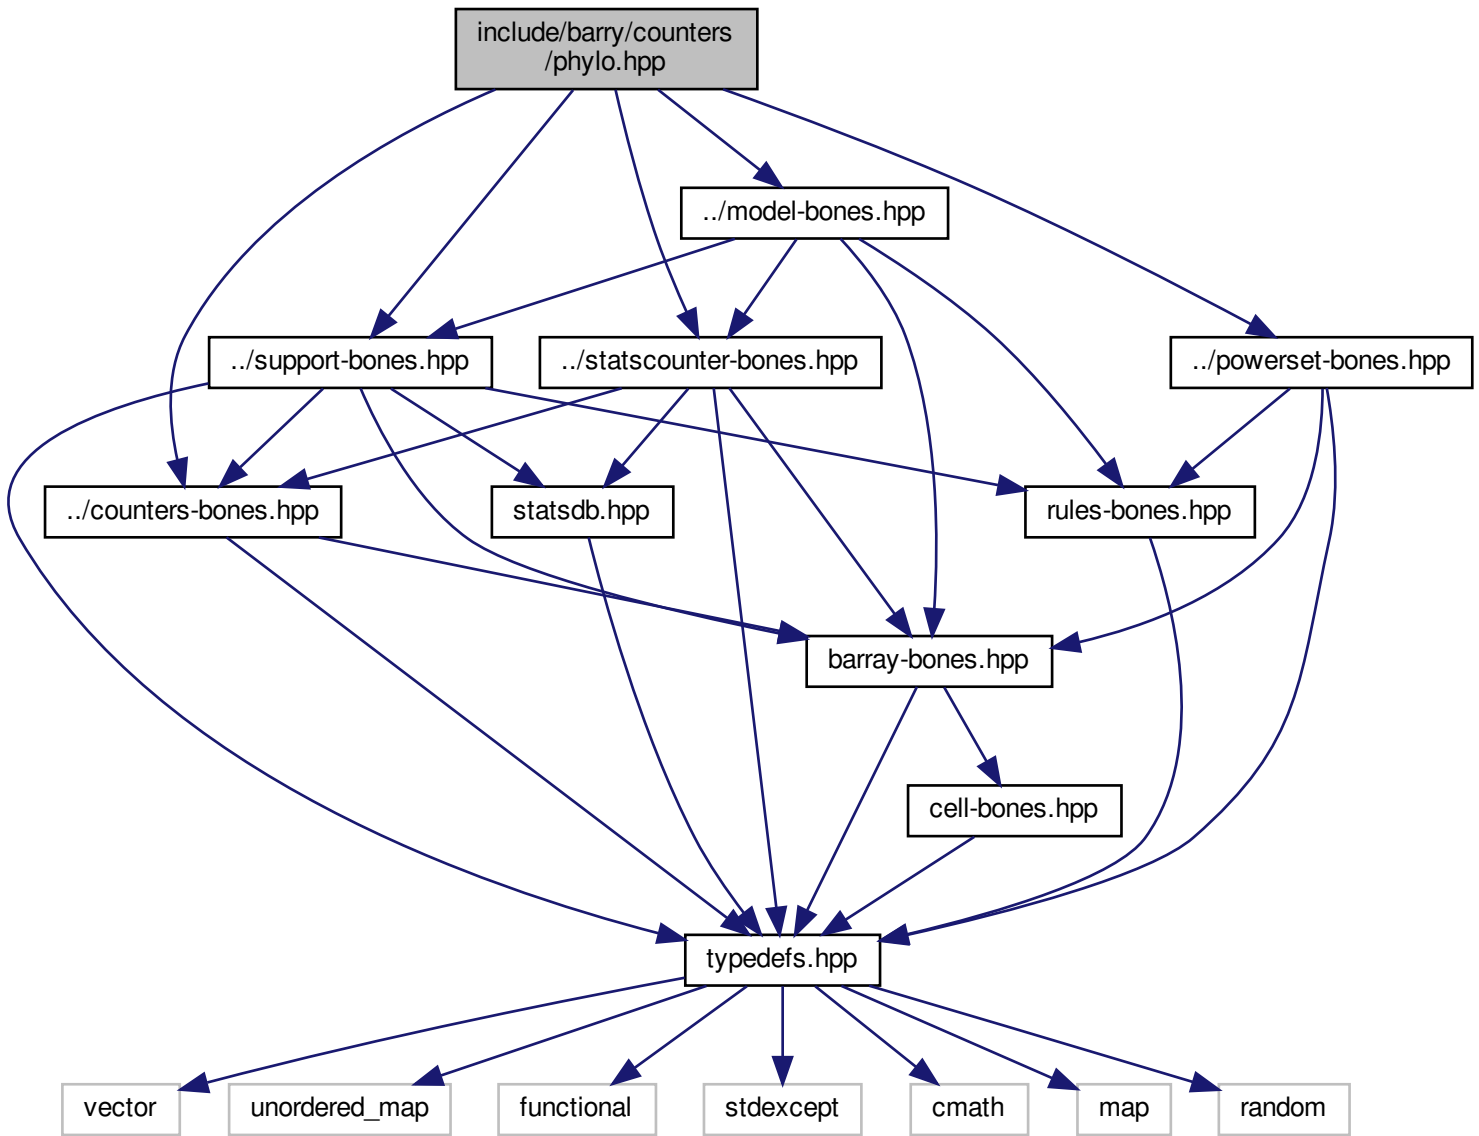 include/barry/counters
/phylo.hpp
../model-bones.hpp
../support-bones.hpp
../statscounter-bones.hpp
../powerset-bones.hpp
../counters-bones.hpp
statsdb.hpp
rules-bones.hpp
barray-bones.hpp
cell-bones.hpp
typedefs.hpp
vector
unordered_map
functional
stdexcept
cmath
map
random